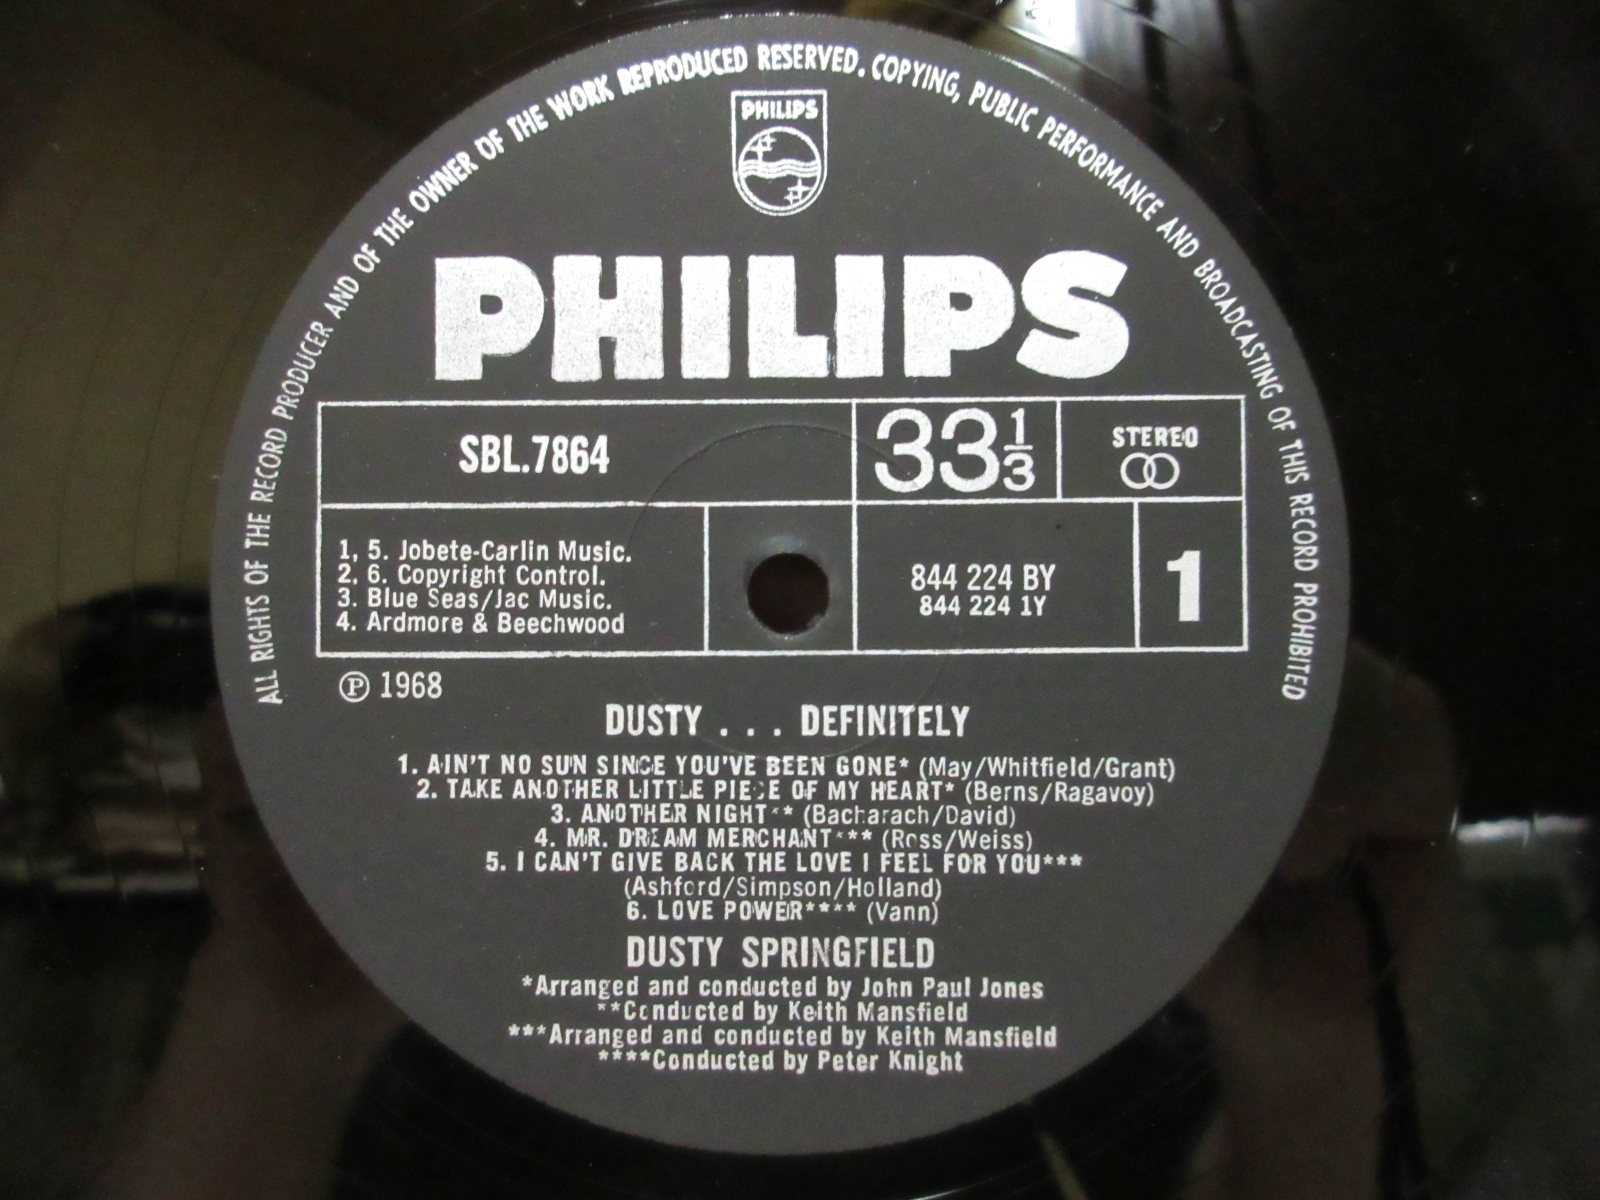 ALL RIGHTS OF THE RECORD PRODUCER AND OF THE OWNER OF THE WORK REPRODUCED RESERVED. COPYING, PUBLIC PERFORMANCE AND BROADCASTING OF THIS RECORD PROHIBITED
PHILIPS
PHILIPS
SBL.7864
33 1/3
STEREO
1, 5. Jobete-Carlin Music.
2, 6. Copyright Control.
3. Blue Seas/Jac Music.
4. Ardmore & Beechwood
844 224 BY
844 224 1Y
1
Ⓟ 1968
DUSTY . . . DEFINITELY
1. AIN'T NO SUN SINCE YOU'VE BEEN GONE* (May/Whitfield/Grant)
2. TAKE ANOTHER LITTLE PIECE OF MY HEART* (Berns/Ragavoy)
3. ANOTHER NIGHT** (Bacharach/David)
4. MR. DREAM MERCHANT*** (Ross/Weiss)
5. I CAN'T GIVE BACK THE LOVE I FEEL FOR YOU***
(Ashford/Simpson/Holland)
6. LOVE POWER**** (Vann)
DUSTY SPRINGFIELD
*Arranged and conducted by John Paul Jones
**Conducted by Keith Mansfield
***Arranged and conducted by Keith Mansfield
****Conducted by Peter Knight